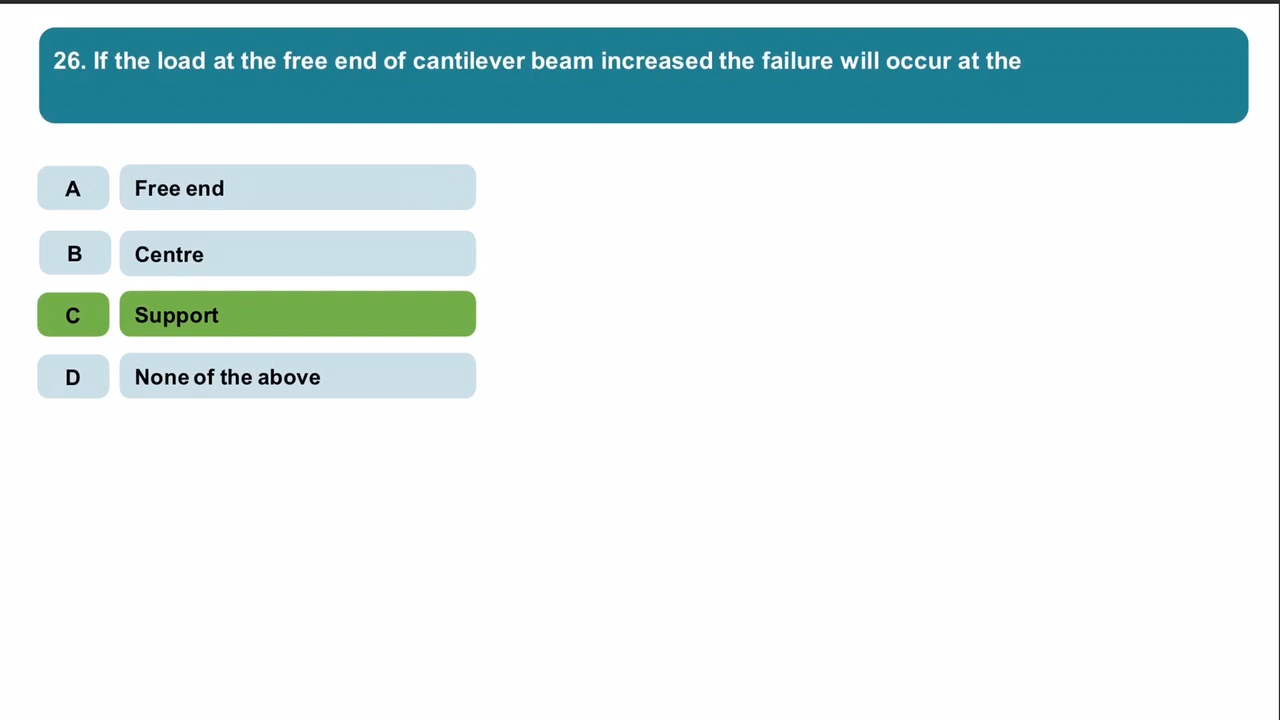 26. If the load at the free end of cantilever beam increased the failure will occur at the
A Free end
B Centre
C Support
D None of the above